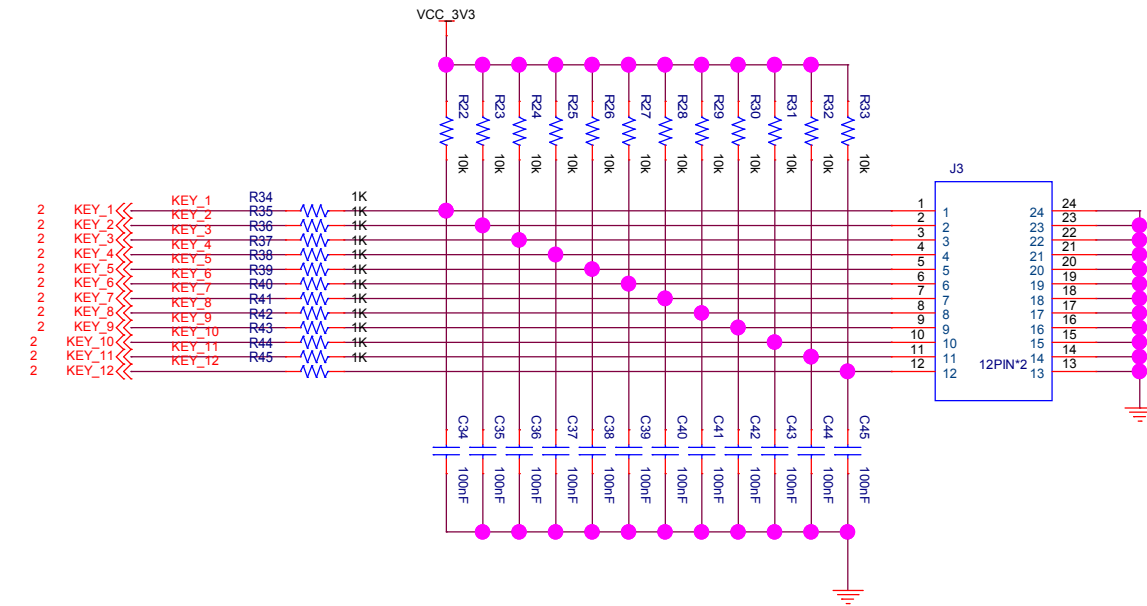 VCC_3V3
R22 R23 R24 R25 R26 R27 R28 R29 R30 R31 R32 R33
10k 10k 10k 10k 10k 10k 10k 10k 10k 10k 10k 10k
J3
2 KEY_1 KEY_1 R34 1K 1 1 24 24
2 KEY_2 KEY_2 R35 1K 2 2 23 23
2 KEY_3 KEY_3 R36 1K 3 3 22 22
2 KEY_4 KEY_4 R37 1K 4 4 21 21
2 KEY_5 KEY_5 R38 1K 5 5 20 20
2 KEY_6 KEY_6 R39 1K 6 6 19 19
2 KEY_7 KEY_7 R40 1K 7 7 18 18
2 KEY_8 KEY_8 R41 1K 8 8 17 17
2 KEY_9 KEY_9 R42 1K 9 9 16 16
2 KEY_10 KEY_10 R43 1K 10 10 15 15
2 KEY_11 KEY_11 R44 1K 11 11 14 14
2 KEY_12 KEY_12 R45 1K 12 12 12PIN*2 13 13
C34 C35 C36 C37 C38 C39 C40 C41 C42 C43 C44 C45
100nF 100nF 100nF 100nF 100nF 100nF 100nF 100nF 100nF 100nF 100nF 100nF